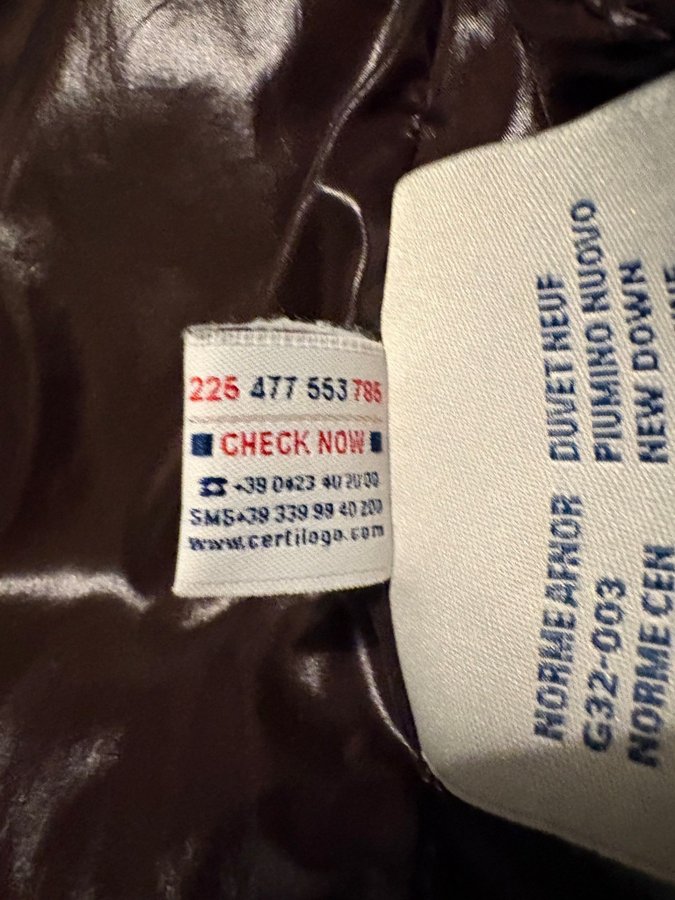 225 477 553 785
CHECK NOW
☎ +39 0423 40 20 00
SMS+39 339 99 40 200
www.certilogo.com
DUVET NEUF
PIUMINO NUOVO
NEW DOWN
NORME AFNOR
G32-003
NORME CEN